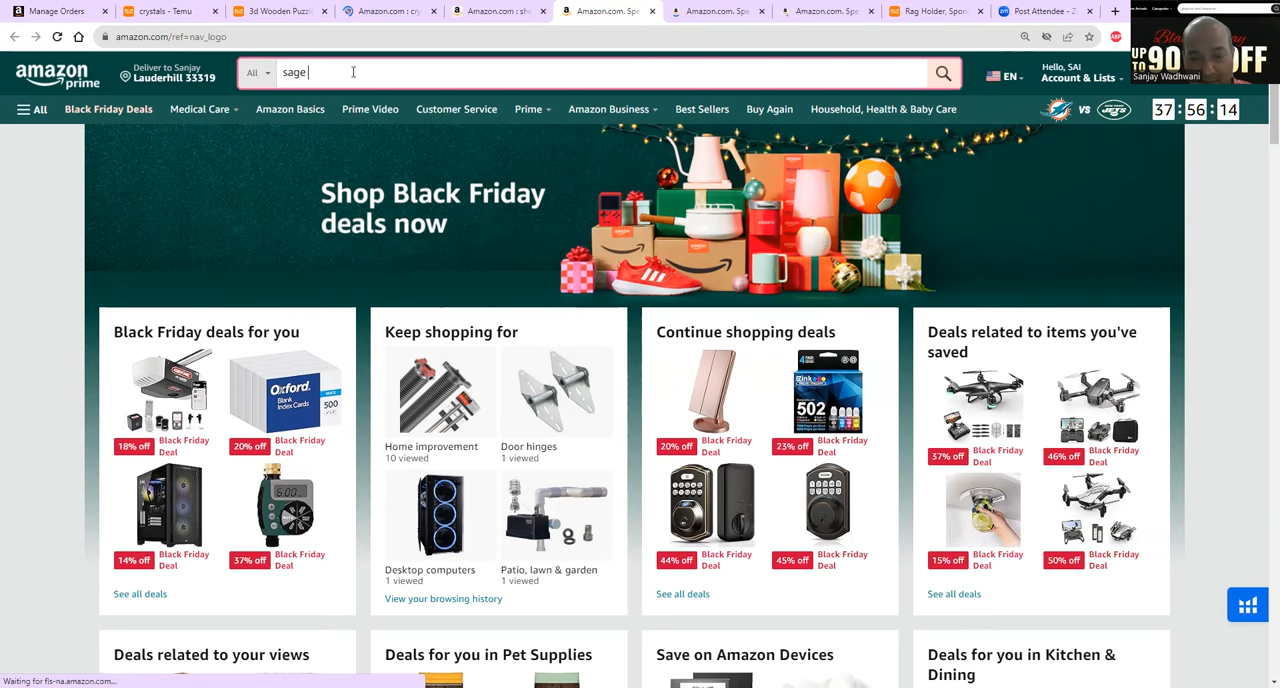 Manage Orders
crystals - Temu
3d Wooden Puzzle
Amazon.com : cry
Amazon.com : sho
Amazon.com. Spe
Amazon.com. Spe
Amazon.com. Spe
Rag Holder, Spon
Post Attendee - Z
amazon.com/ref=nav_logo
ABP
UP TO 90 OFF
Sanjay Wadhwani
amazon prime
Deliver to Sanjay
Lauderhill 33319
All
sage
EN
Hello, SAI
Account & Lists
All
Black Friday Deals
Medical Care
Amazon Basics
Prime Video
Customer Service
Prime
Amazon Business
Best Sellers
Buy Again
Household, Health & Baby Care
VS
37 : 56 : 14
Shop Black Friday
deals now
Black Friday deals for you
Oxford
Blank
Index Cards
500
18% off Black Friday Deal
20% off Black Friday Deal
14% off Black Friday Deal
37% off Black Friday Deal
See all deals
Keep shopping for
Home improvement
10 viewed
Door hinges
1 viewed
Desktop computers
1 viewed
Patio, lawn & garden
1 viewed
View your browsing history
Continue shopping deals
502
20% off Black Friday Deal
23% off Black Friday Deal
44% off Black Friday Deal
45% off Black Friday Deal
See all deals
Deals related to items you've
saved
37% off Black Friday Deal
46% off Black Friday Deal
15% off Black Friday Deal
50% off Black Friday Deal
See all deals
Deals related to your views
Deals for you in Pet Supplies
Save on Amazon Devices
Deals for you in Kitchen &
Dining
Waiting for fls-na.amazon.com...